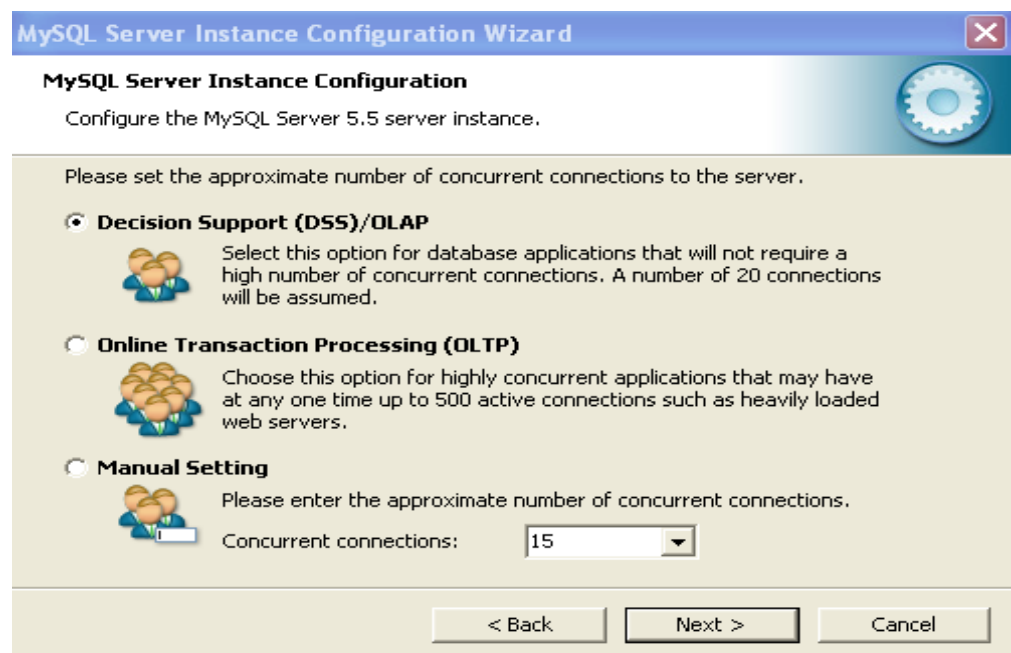 MySQL Server Instance Configuration Wizard
MySQL Server Instance Configuration
Configure the MySQL Server 5.5 server instance.
Please set the approximate number of concurrent connections to the server.
Decision Support (DSS)/OLAP
Select this option for database applications that will not require a
high number of concurrent connections. A number of 20 connections
will be assumed.
Online Transaction Processing (OLTP)
Choose this option for highly concurrent applications that may have
at any one time up to 500 active connections such as heavily loaded
web servers.
Manual Setting
Please enter the approximate number of concurrent connections.
Concurrent connections: 15
< Back Next > Cancel